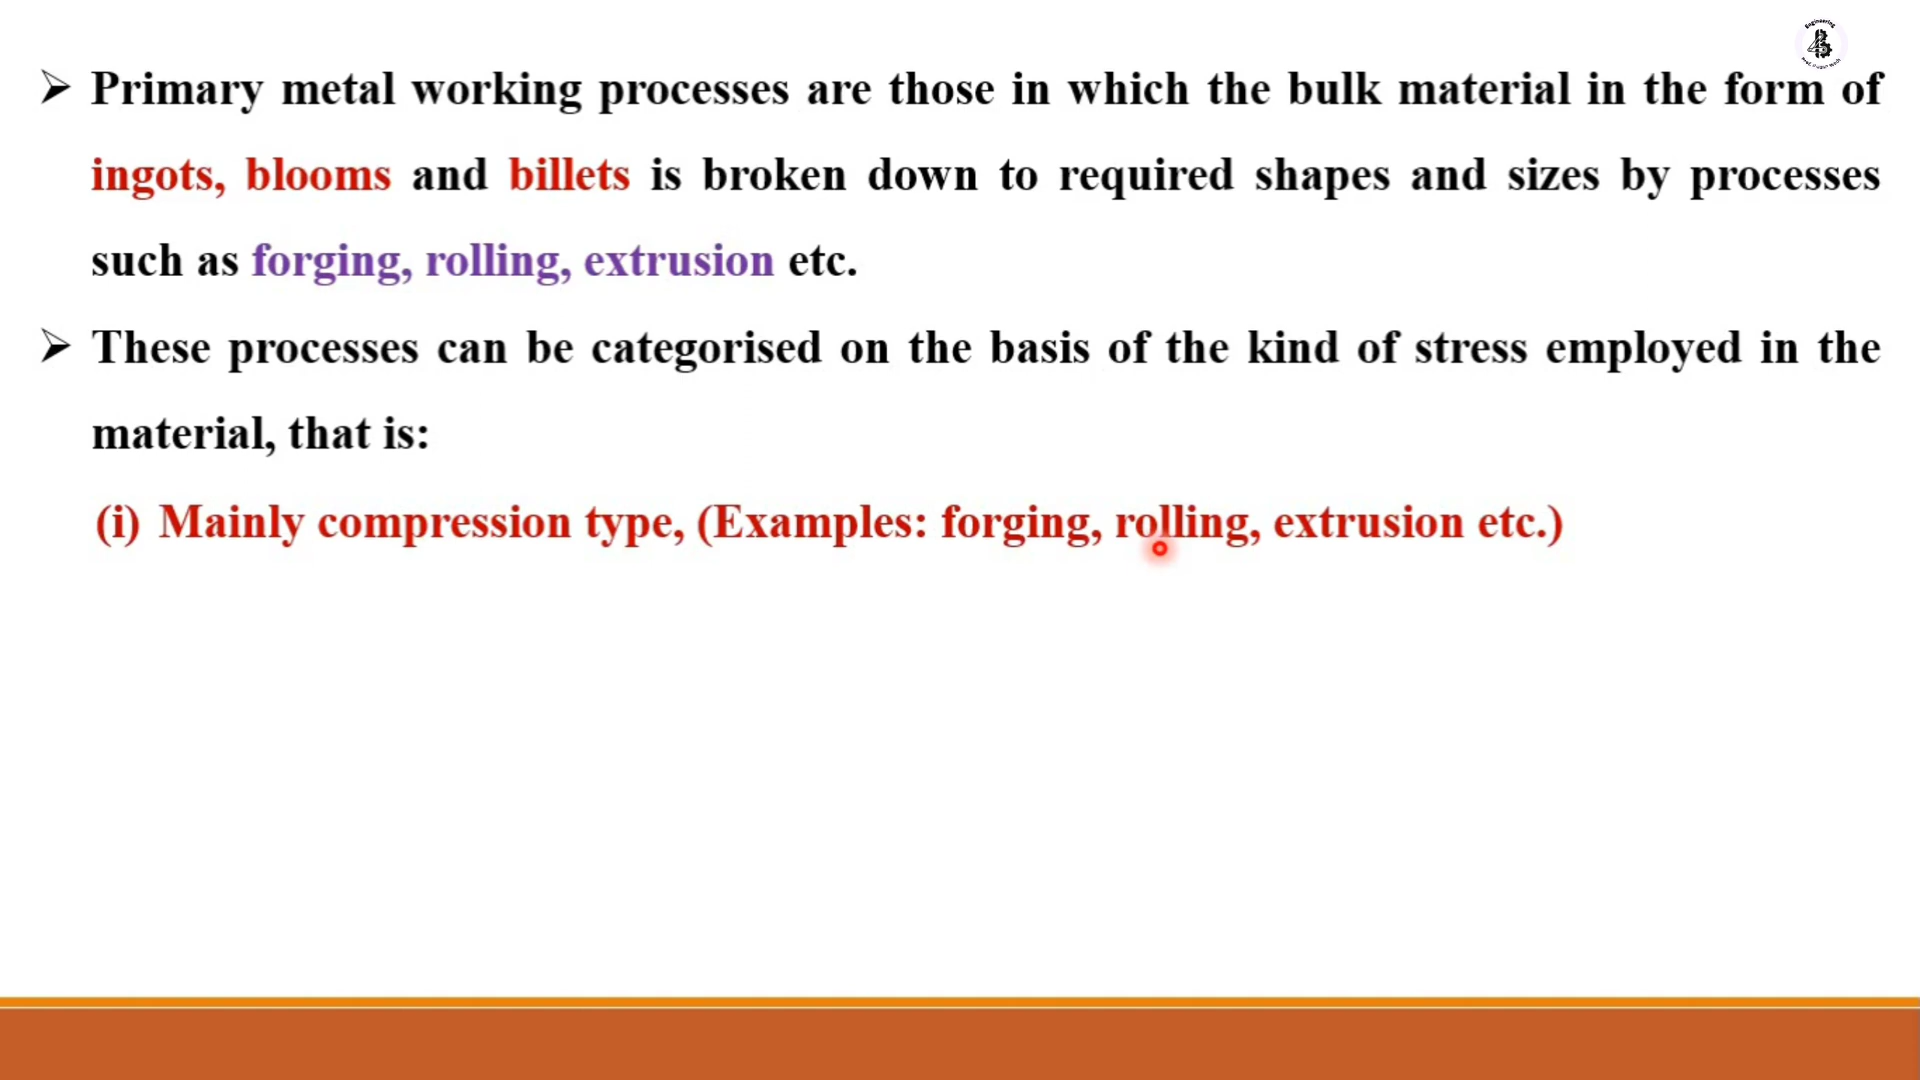 Engineering
➢ Primary metal working processes are those in which the bulk material in the form of
ingots, blooms and billets is broken down to required shapes and sizes by processes
such as forging, rolling, extrusion etc.
➢ These processes can be categorised on the basis of the kind of stress employed in the
material, that is:
(i) Mainly compression type, (Examples: forging, rolling, extrusion etc.)